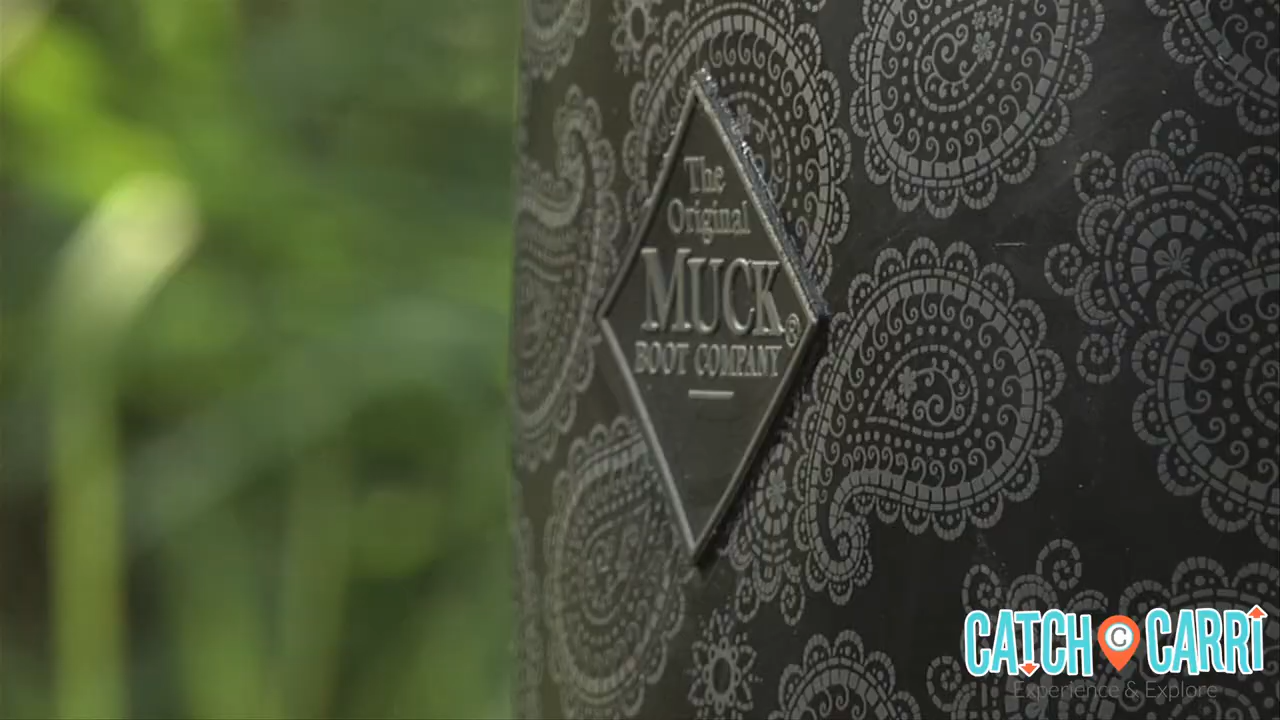 The
Original
MUCK®
BOOT COMPANY
CATCH © CARRI
Experience & Explore